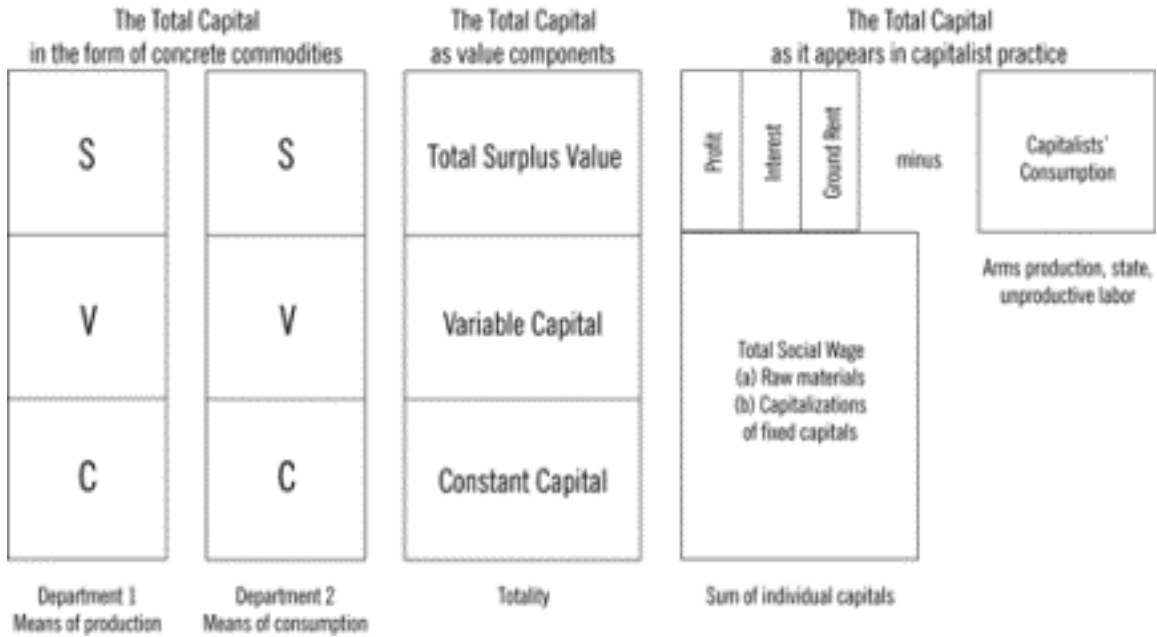 The Total Capital
in the form of concrete commodities
The Total Capital
as value components
The Total Capital
as it appears in capitalist practice
S
S
Total Surplus Value
Profit
Interest
Ground Rent
minus
Capitalists'
Consumption
Arms production, state,
unproductive labor
V
V
Variable Capital
Total Social Wage
(a) Raw materials
(b) Capitalizations
of fixed capitals
C
C
Constant Capital
Department 1
Means of production
Department 2
Means of consumption
Totality
Sum of individual capitals